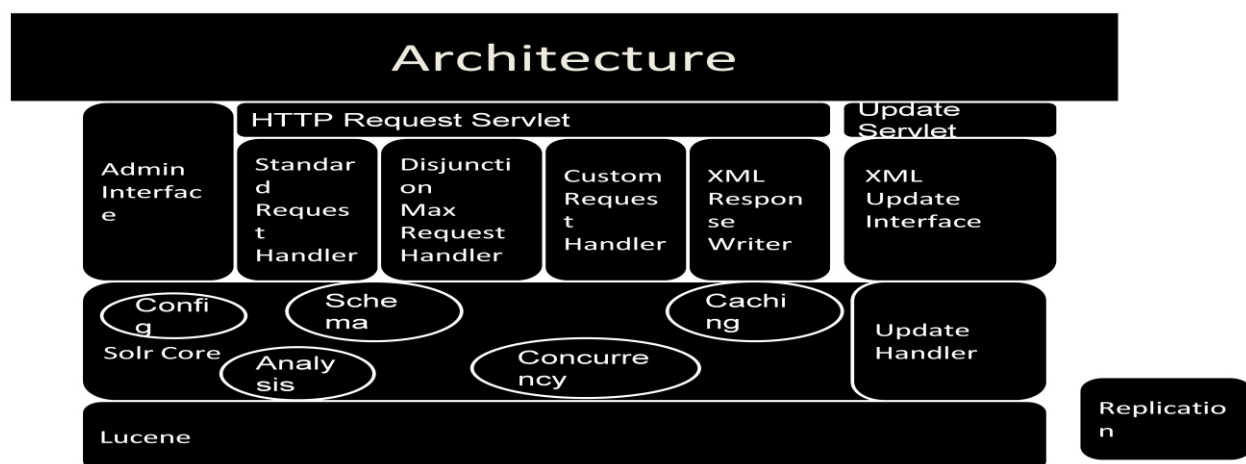 Architecture
HTTP Request Servlet
Update
Servlet
Admin
Interfac
e
Standar
d
Reques
t
Handler
Disjuncti
on
Max
Request
Handler
Custom
Reques
t
Handler
XML
Respon
se
Writer
XML
Update
Interface
Confi
g
Sche
ma
Cachi
ng
Solr Core
Analy
sis
Concurre
ncy
Update
Handler
Replicatio
n
Lucene